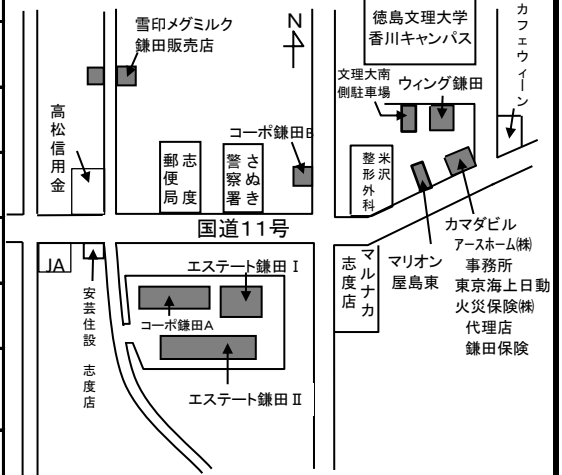 雪印メグミルク
鎌田販売店
N
徳島文理大学
香川キャンパス
カフェウィーン
文理大南
側駐車場
ウィング鎌田
高松信用金
コーポ鎌田B
志度
郵便局
さぬき
警察署
米沢
整形外科
国道11号
カマダビル
アースホーム㈱
事務所
東京海上日動
火災保険㈱
代理店
鎌田保険
マリオン
屋島東
マルナカ
志度店
JA
エステート鎌田Ⅰ
コーポ鎌田A
安芸住設 志度店
エステート鎌田Ⅱ